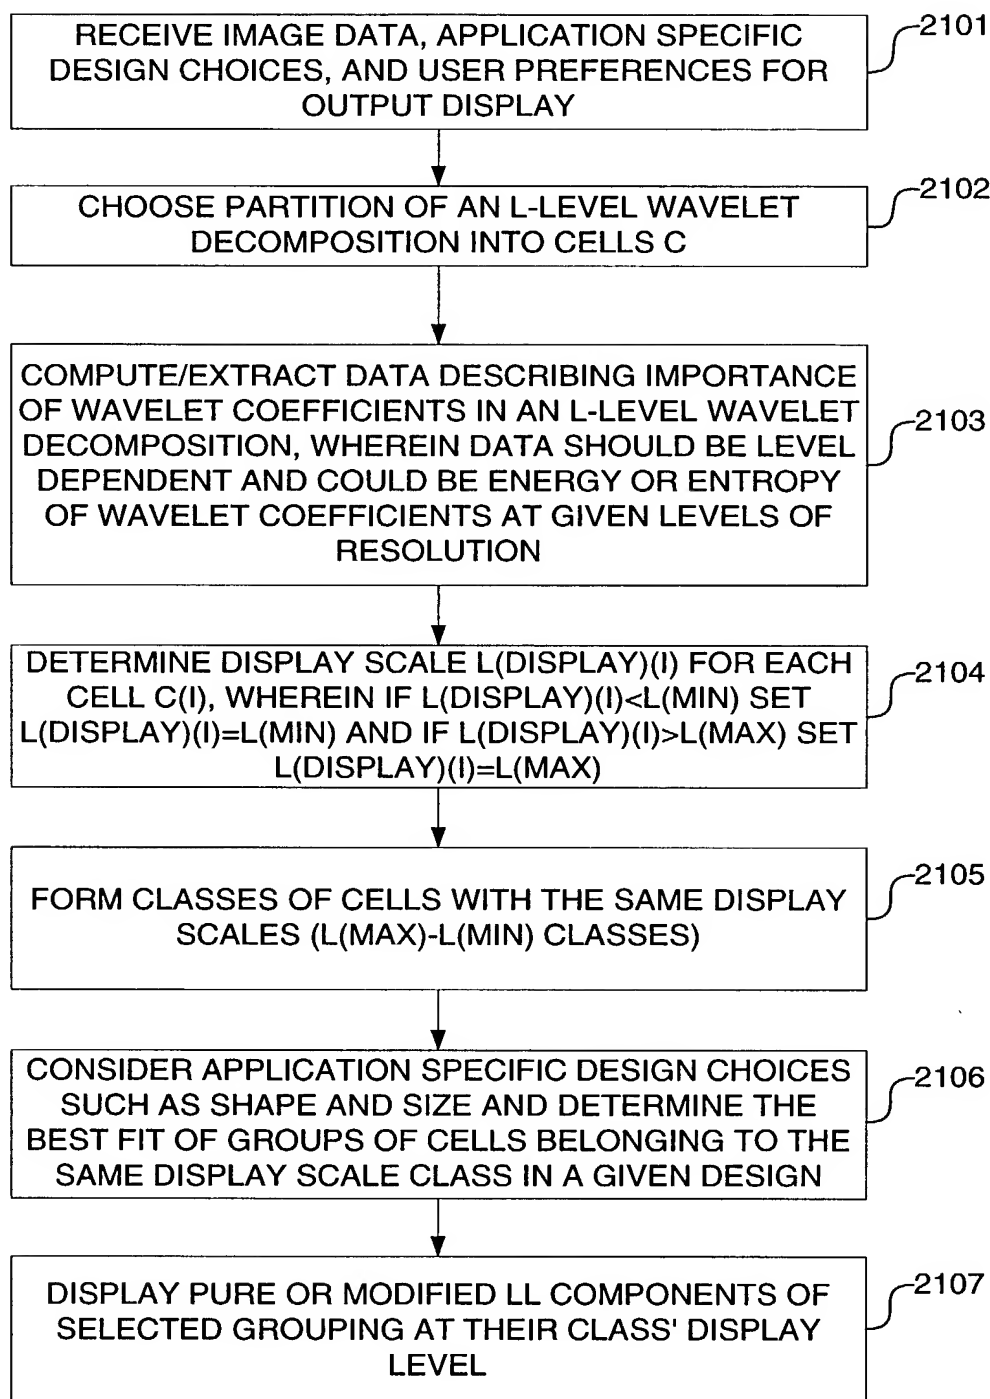 RECEIVE IMAGE DATA, APPLICATION SPECIFIC
DESIGN CHOICES, AND USER PREFERENCES FOR
OUTPUT DISPLAY
2101
CHOOSE PARTITION OF AN L-LEVEL WAVELET
DECOMPOSITION INTO CELLS C
2102
COMPUTE/EXTRACT DATA DESCRIBING IMPORTANCE
OF WAVELET COEFFICIENTS IN AN L-LEVEL WAVELET
DECOMPOSITION, WHEREIN DATA SHOULD BE LEVEL
DEPENDENT AND COULD BE ENERGY OR ENTROPY
OF WAVELET COEFFICIENTS AT GIVEN LEVELS OF
RESOLUTION
2103
DETERMINE DISPLAY SCALE L(DISPLAY)(I) FOR EACH
CELL C(I), WHEREIN IF L(DISPLAY)(I)<L(MIN) SET
L(DISPLAY)(I)=L(MIN) AND IF L(DISPLAY)(I)>L(MAX) SET
L(DISPLAY)(I)=L(MAX)
2104
FORM CLASSES OF CELLS WITH THE SAME DISPLAY
SCALES (L(MAX)-L(MIN) CLASSES)
2105
CONSIDER APPLICATION SPECIFIC DESIGN CHOICES
SUCH AS SHAPE AND SIZE AND DETERMINE THE
BEST FIT OF GROUPS OF CELLS BELONGING TO THE
SAME DISPLAY SCALE CLASS IN A GIVEN DESIGN
2106
DISPLAY PURE OR MODIFIED LL COMPONENTS OF
SELECTED GROUPING AT THEIR CLASS' DISPLAY
LEVEL
2107